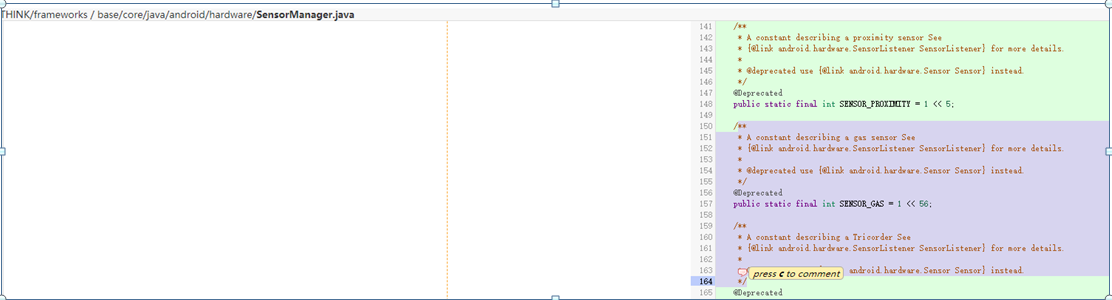 THINK/frameworks / base/core/java/android/hardware/SensorManager.java
141 /**
142 * A constant describing a proximity sensor See
143 * {@link android.hardware.SensorListener SensorListener} for more details.
144 *
145 * @deprecated use {@link android.hardware.Sensor Sensor} instead.
146 */
147 @Deprecated
148 public static final int SENSOR_PROXIMITY = 1 << 5;
149
150 /**
151 * A constant describing a gas sensor See
152 * {@link android.hardware.SensorListener SensorListener} for more details.
153 *
154 * @deprecated use {@link android.hardware.Sensor Sensor} instead.
155 */
156 @Deprecated
157 public static final int SENSOR_GAS = 1 << 56;
158
159 /**
160 * A constant describing a Tricorder See
161 * {@link android.hardware.SensorListener SensorListener} for more details.
162 *
163 press c to comment android.hardware.Sensor Sensor} instead.
164 */
165 @Deprecated